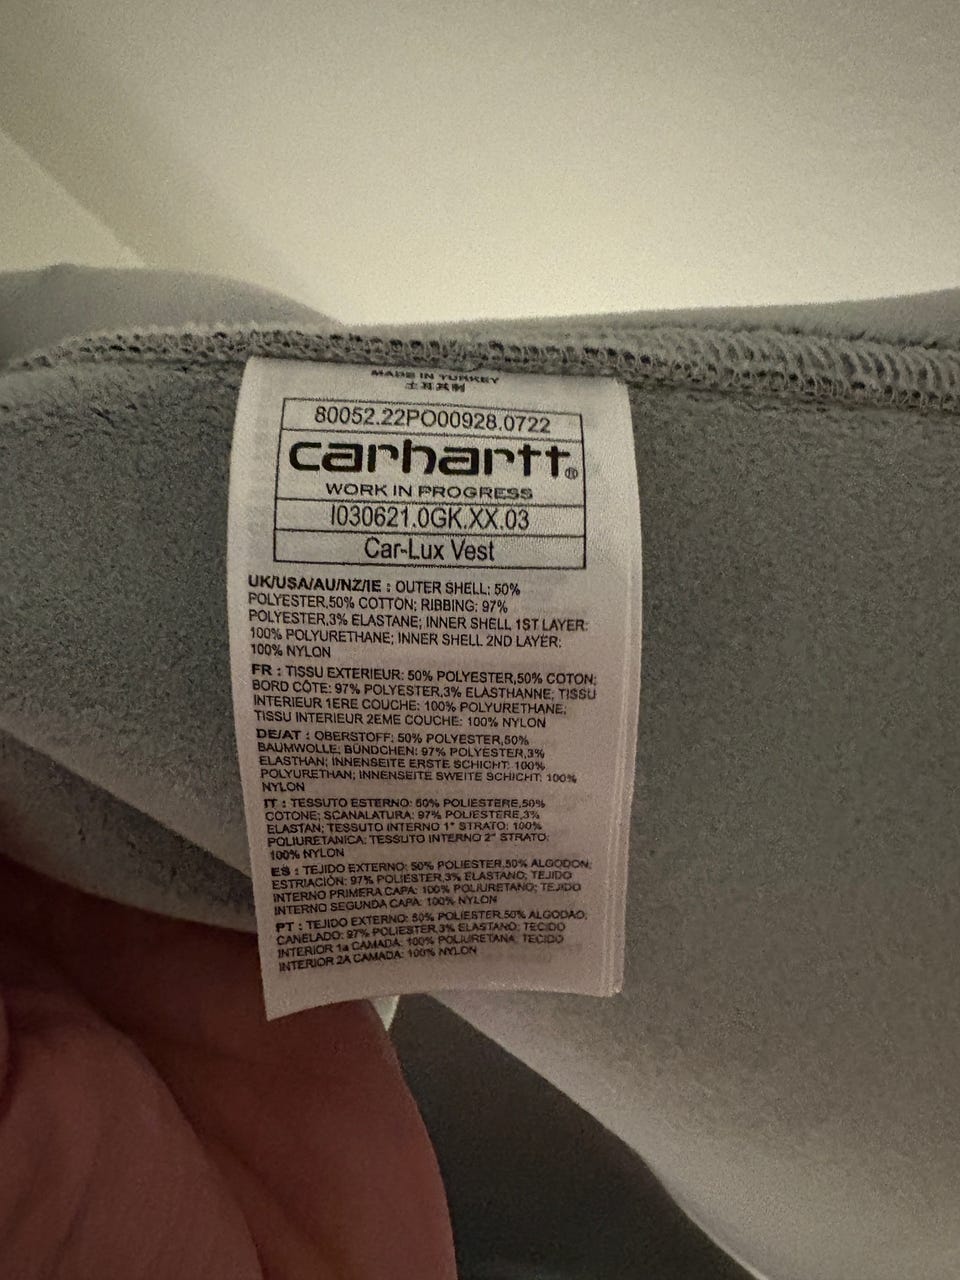 MADE IN TURKEY
土耳其制
80052.22PO00928.0722
carhartt®
WORK IN PROGRESS
I030621.0GK.XX.03
Car-Lux Vest
UK/USA/AU/NZ/IE : OUTER SHELL: 50%
POLYESTER,50% COTTON; RIBBING: 97%
POLYESTER,3% ELASTANE; INNER SHELL 1ST LAYER:
100% POLYURETHANE; INNER SHELL 2ND LAYER:
100% NYLON
FR : TISSU EXTERIEUR: 50% POLYESTER,50% COTON;
BORD CÔTE: 97% POLYESTER,3% ELASTHANNE; TISSU
INTERIEUR 1ERE COUCHE: 100% POLYURETHANE;
TISSU INTERIEUR 2EME COUCHE: 100% NYLON
DE/AT : OBERSTOFF: 50% POLYESTER,50%
BAUMWOLLE; BÜNDCHEN: 97% POLYESTER,3%
ELASTHAN; INNENSEITE ERSTE SCHICHT: 100%
POLYURETHAN; INNENSEITE SWEITE SCHICHT: 100%
NYLON
IT : TESSUTO ESTERNO: 50% POLIESTERE,50%
COTONE; SCANALATURA: 97% POLIESTERE,3%
ELASTAN; TESSUTO INTERNO 1° STRATO: 100%
POLIURETANICA; TESSUTO INTERNO 2° STRATO:
100% NYLON
ES : TEJIDO EXTERNO: 50% POLIESTER,50% ALGODON;
ESTRIACIÓN: 97% POLIESTER,3% ELASTANO; TEJIDO
INTERNO PRIMERA CAPA: 100% POLIURETANO; TEJIDO
INTERNO SEGUNDA CAPA: 100% NYLON
PT : TEJIDO EXTERNO: 50% POLIESTER,50% ALGODAO;
CANELADO: 97% POLIESTER,3% ELASTANO; TECIDO
INTERIOR 1a CAMADA: 100% POLIURETANA; TECIDO
INTERIOR 2A CAMADA: 100% NYLON